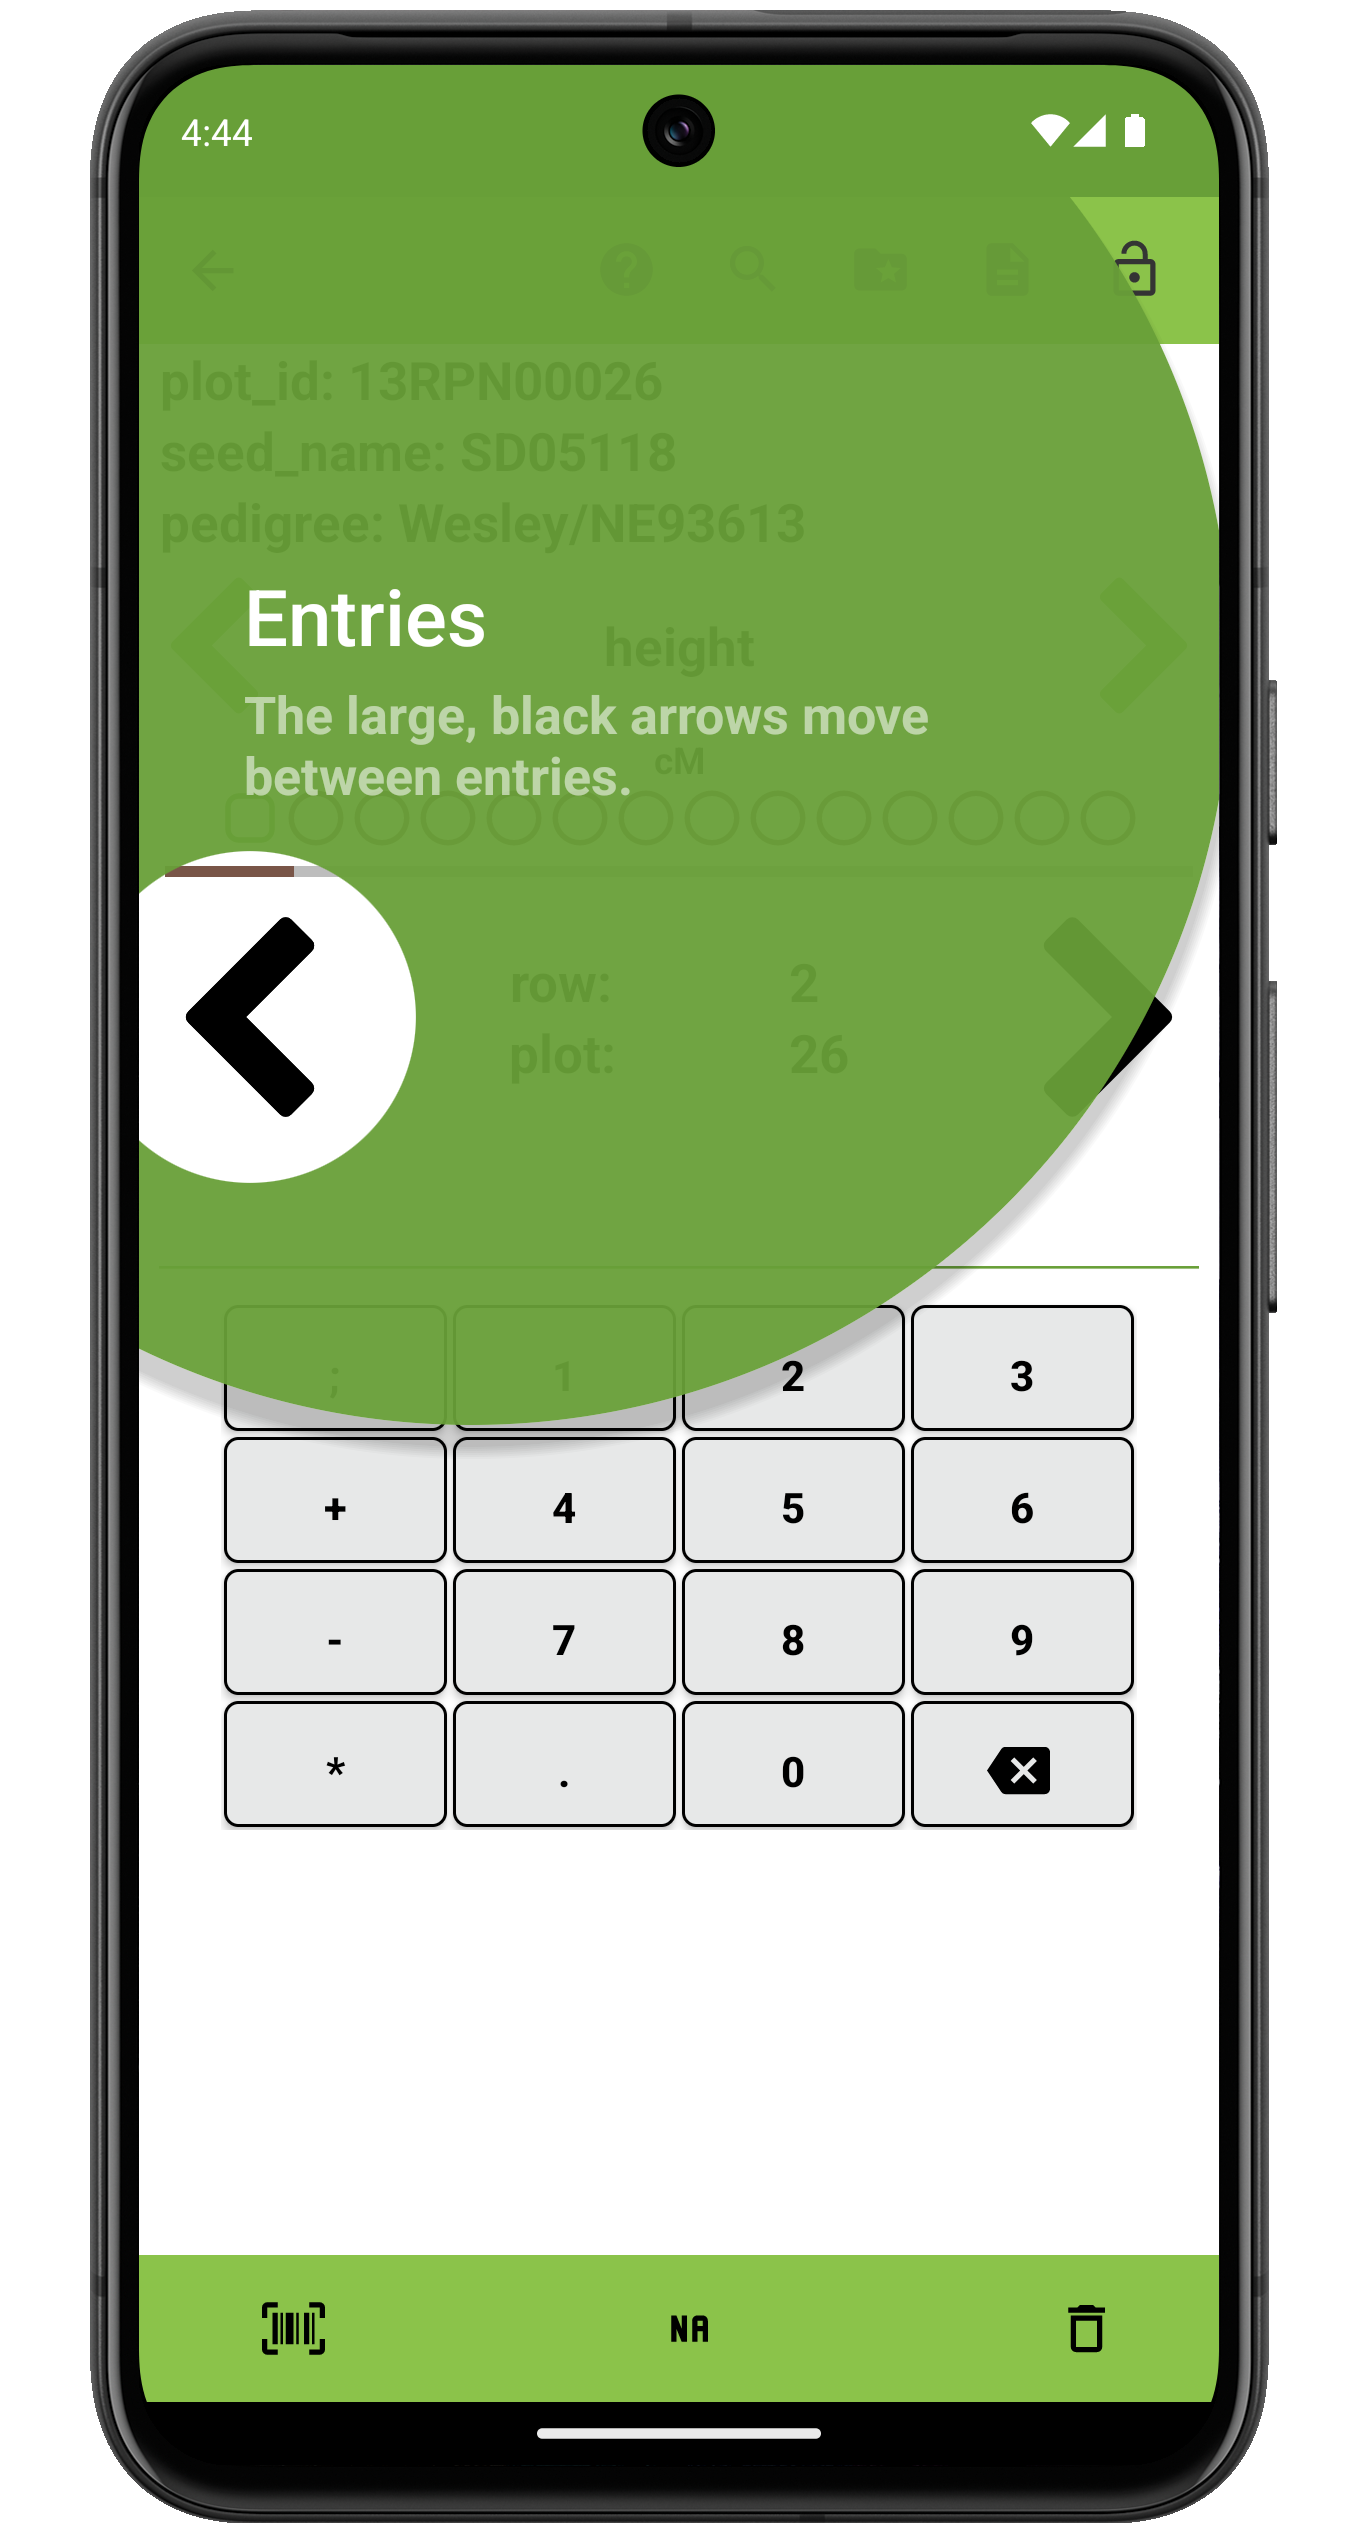 4:44
plot_id: 13RPN00026
seed_name: SD05118
pedigree: Wesley/NE93613
Entries
height
The large, black arrows move
between entries.
cM
row: 2
plot: 26
; 1 2 3
+ 4 5 6
- 7 8 9
* . 0
NA